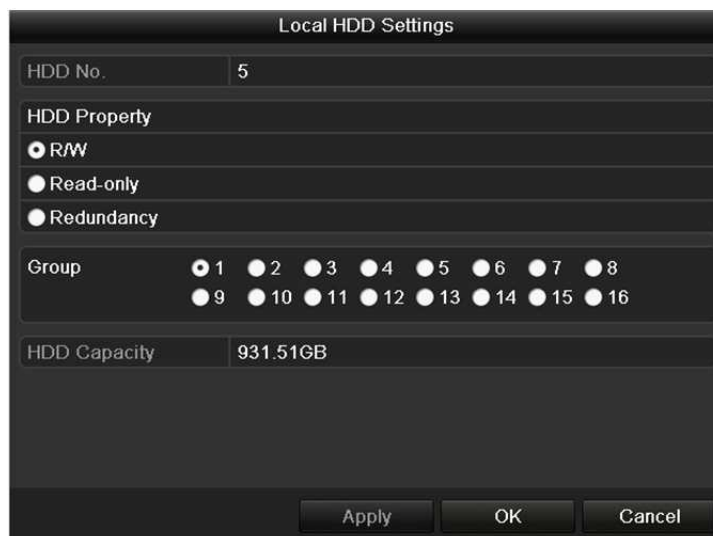 Local HDD Settings
HDD No. 5
HDD Property
R/W
Read-only
Redundancy
Group 1 2 3 4 5 6 7 8
9 10 11 12 13 14 15 16
HDD Capacity 931.51GB
Apply OK Cancel